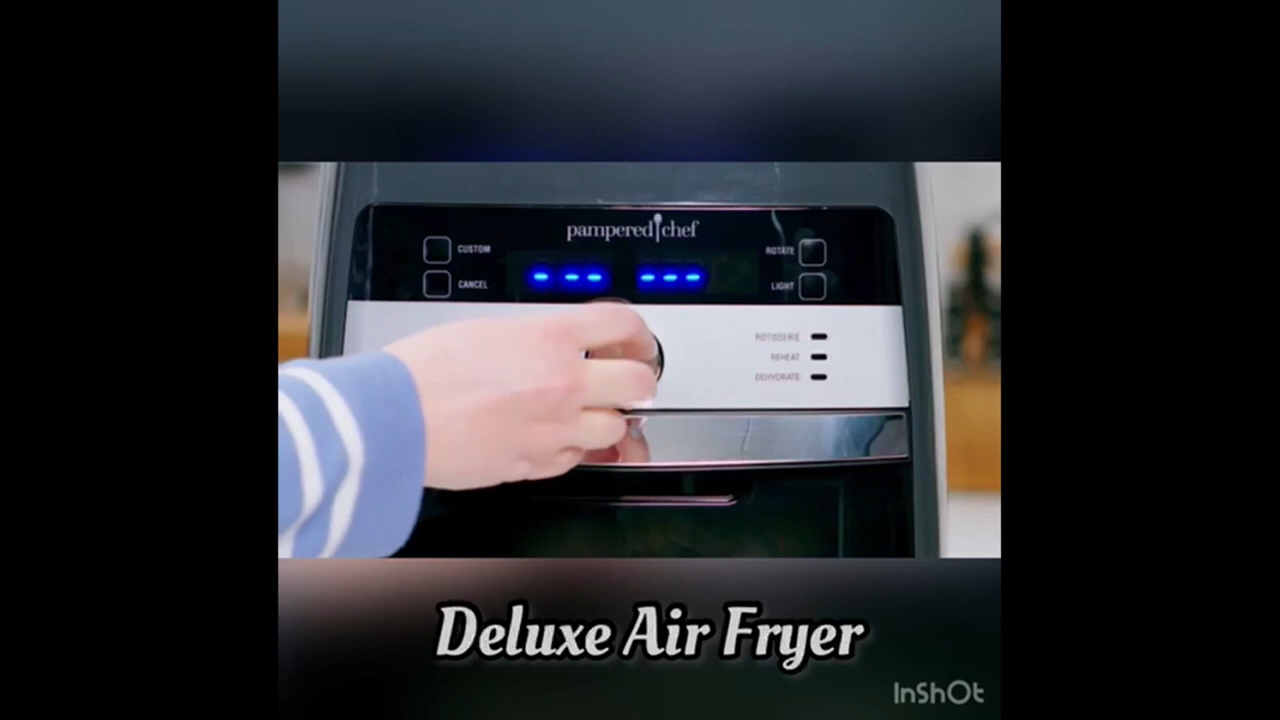 pampered chef
CUSTOM
ROTATE
CANCEL
LIGHT
ROTISSERIE
REHEAT
DEHYDRATE
Deluxe Air Fryer
InShOt